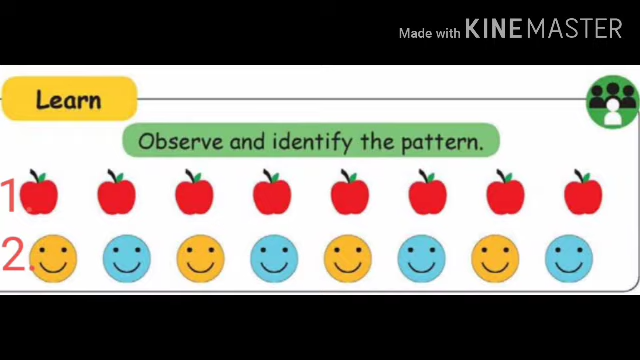 Made with KINEMASTER
Learn
Observe and identify the pattern.
1.
2.